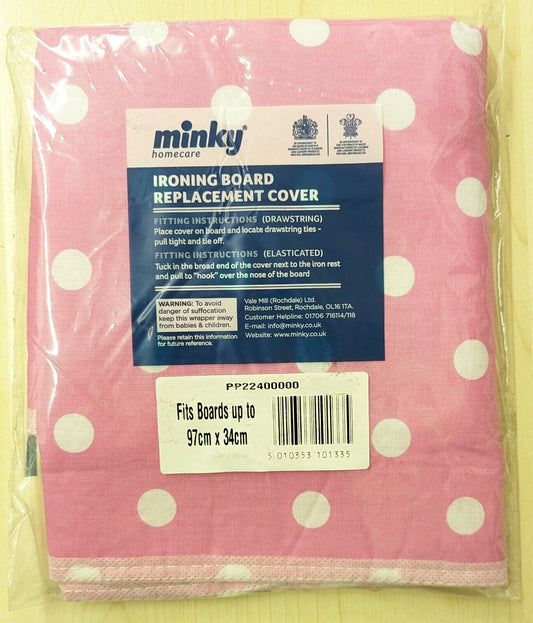 minky
homecare
BY APPOINTMENT TO
IRONING BOARD
REPLACEMENT COVER
FITTING INSTRUCTIONS (DRAWSTRING)
Place cover on board and locate drawstring ties -
pull tight and tie off.
FITTING INSTRUCTIONS (ELASTICATED)
Tuck in the broad end of the cover next to the iron rest
and pull to "hook" over the nose of the board
WARNING: To avoid
danger of suffocation
keep this wrapper away
from babies & children.
Please retain this information
for future reference.
Vale Mill (Rochdale) Ltd.
Robinson Street, Rochdale, OL16 1TA.
Customer Helpline: 01706 716114/118
E-mail: info@minky.co.uk
Website: www.minky.co.uk
PP22400000
Fits Boards up to
97cm x 34cm
5 010353 101335